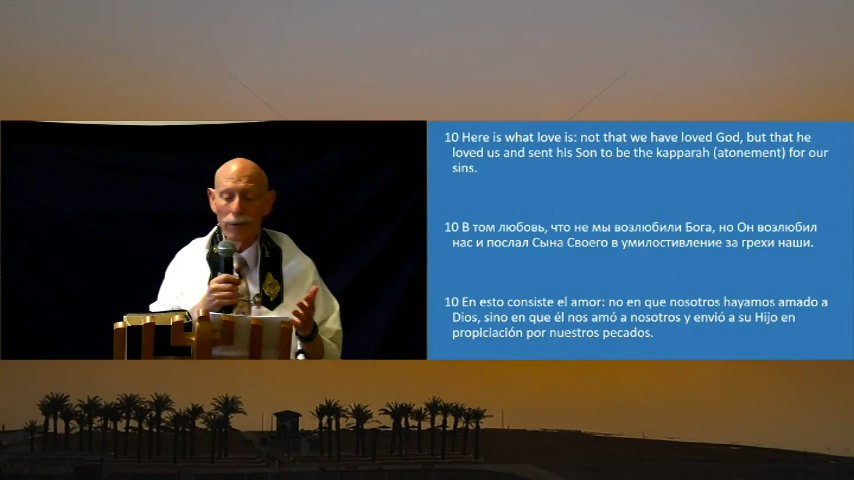 10 Here is what love is: not that we have loved God, but that he
loved us and sent his Son to be the kapparah (atonement) for our
sins.
10 В том любовь, что не мы возлюбили Бога, но Он возлюбил
нас и послал Сына Своего в умилостивление за грехи наши.
10 En esto consiste el amor: no en que nosotros hayamos amado a
Dios, sino en que él nos amó a nosotros y envió a su Hijo en
propiciación por nuestros pecados.